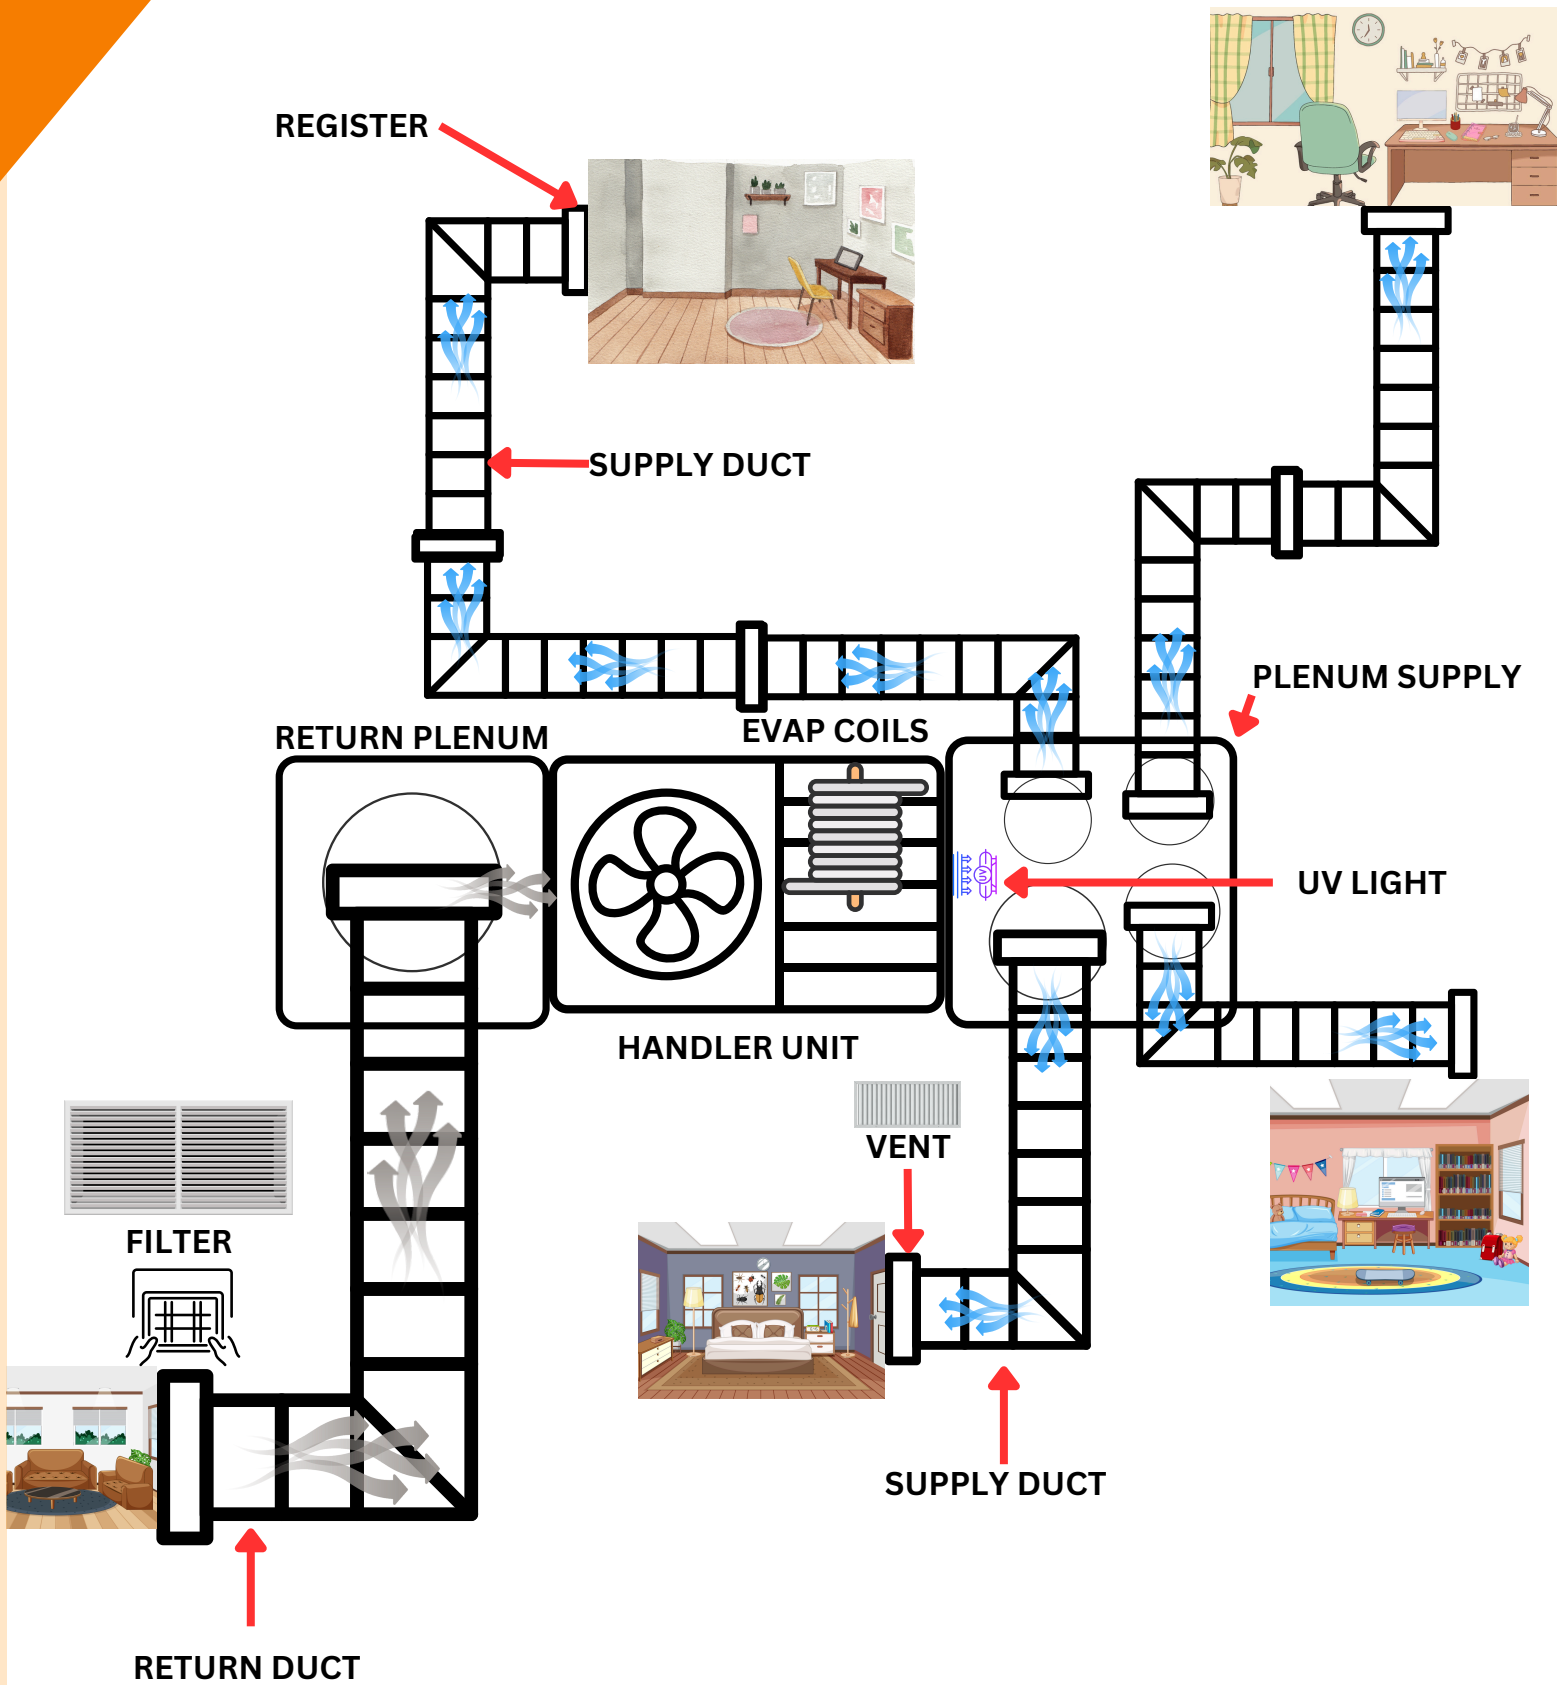 REGISTER
SUPPLY DUCT
PLENUM SUPPLY
RETURN PLENUM
EVAP COILS
UV LIGHT
HANDLER UNIT
VENT
FILTER
SUPPLY DUCT
RETURN DUCT